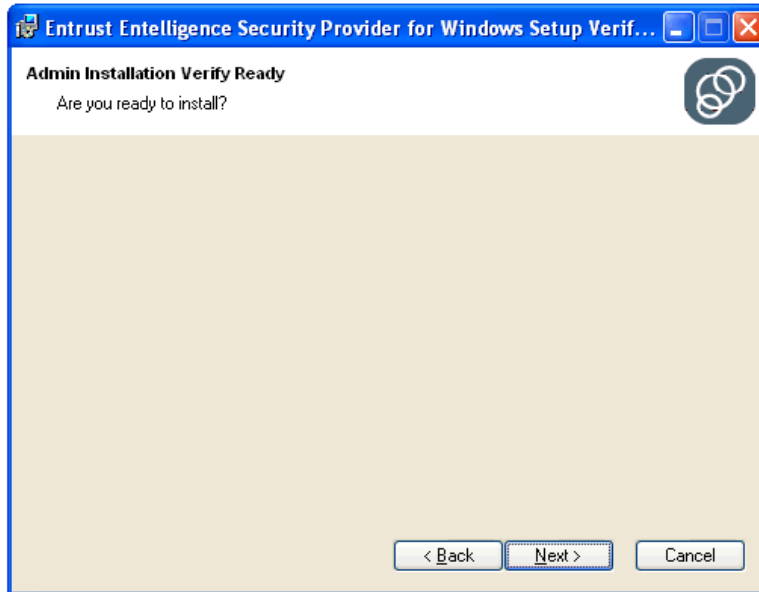 Entrust Entelligence Security Provider for Windows Setup Verif...
Admin Installation Verify Ready
Are you ready to install?
< Back
Next >
Cancel